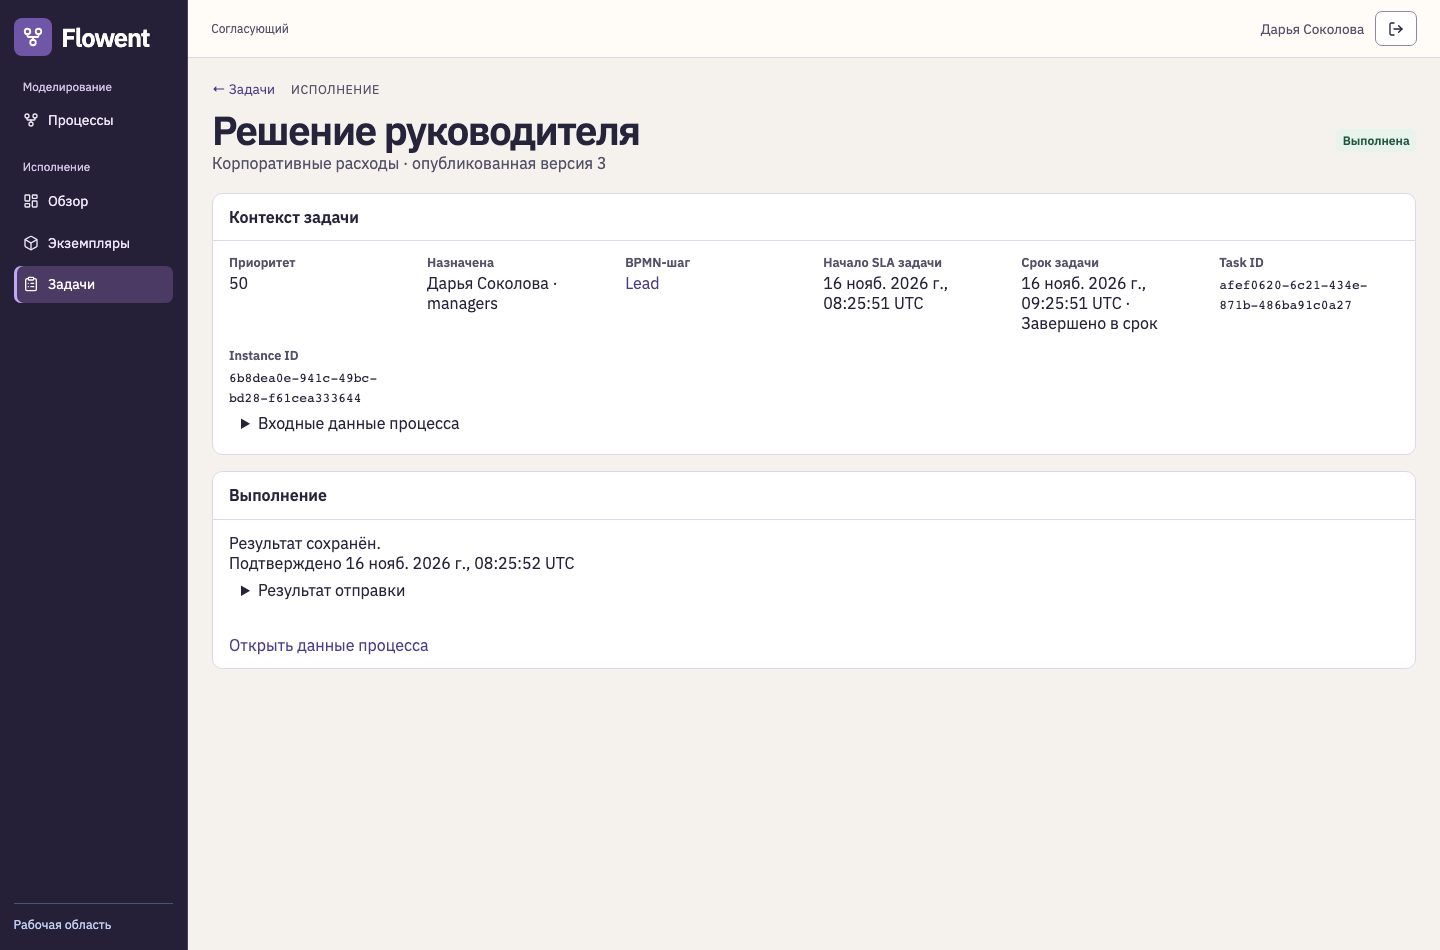 Flowent
Моделирование
Процессы
Исполнение
Обзор
Экземпляры
Задачи
Рабочая область
Согласующий
Дарья Соколова
← Задачи ИСПОЛНЕНИЕ
Решение руководителя
Корпоративные расходы · опубликованная версия 3
Выполнена
Контекст задачи
Приоритет
50
Назначена
Дарья Соколова ·
managers
BPMN-шаг
Lead
Начало SLA задачи
16 нояб. 2026 г.,
08:25:51 UTC
Срок задачи
16 нояб. 2026 г.,
09:25:51 UTC ·
Завершено в срок
Task ID
afef0620-6c21-434e-
871b-486ba91c0a27
Instance ID
6b8dea0e-941c-49bc-
bd28-f61cea333644
▶ Входные данные процесса
Выполнение
Результат сохранён.
Подтверждено 16 нояб. 2026 г., 08:25:52 UTC
▶ Результат отправки
Открыть данные процесса